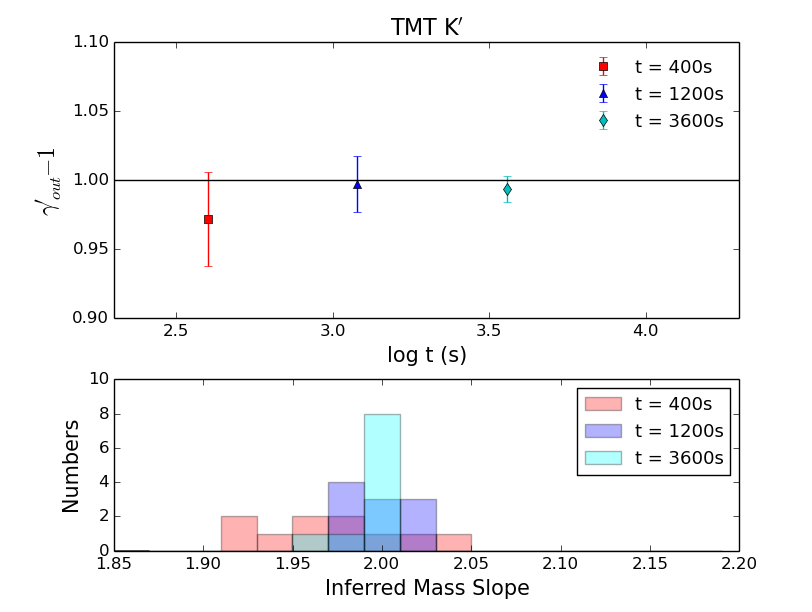 TMT K′
1.10
1.05
1.00
0.95
0.90
γ′out−1
t = 400s
t = 1200s
t = 3600s
2.5 3.0 3.5 4.0
log t (s)
10
8
6
4
2
0
Numbers
t = 400s
t = 1200s
t = 3600s
1.85 1.90 1.95 2.00 2.05 2.10 2.15 2.20
Inferred Mass Slope